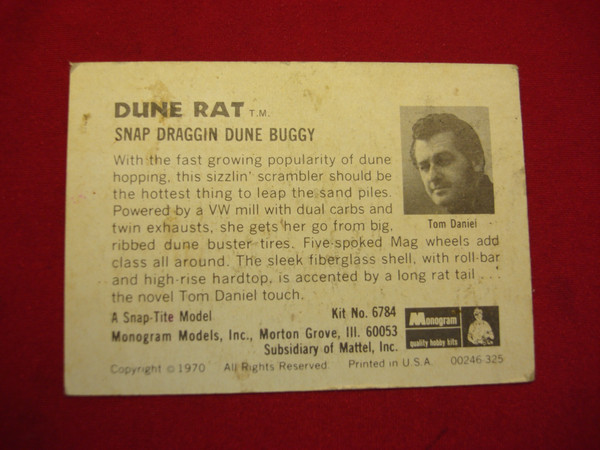 DUNE RAT T.M.
SNAP DRAGGIN DUNE BUGGY
With the fast growing popularity of dune
hopping, this sizzlin' scrambler should be
the hottest thing to leap the sand piles.
Powered by a VW mill with dual carbs and
twin exhausts, she gets her go from big,
ribbed dune buster tires. Five-spoked Mag wheels add
class all around. The sleek fiberglass shell, with roll-bar
and high-rise hardtop, is accented by a long rat tail . . .
the novel Tom Daniel touch.
Tom Daniel
A Snap-Tite Model Kit No. 6784
Monogram Models, Inc., Morton Grove, Ill. 60053
Subsidiary of Mattel, Inc.
Monogram
quality hobby kits
Copyright © 1970 All Rights Reserved Printed in U.S.A. 00246-325